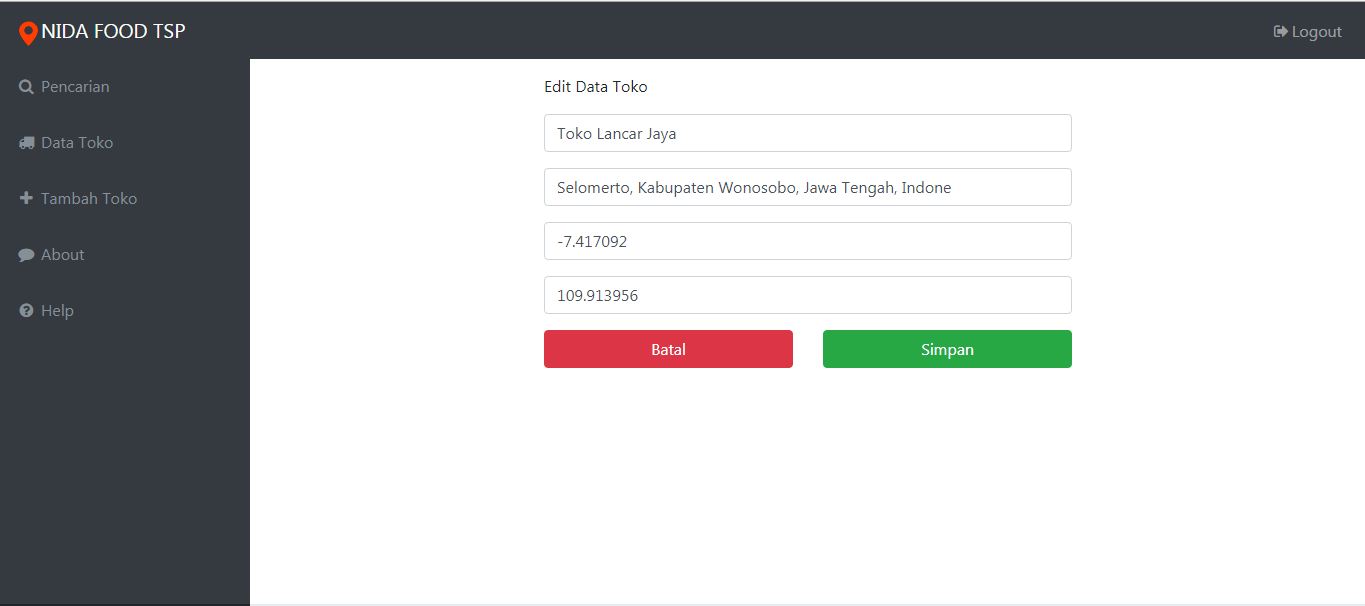 NIDA FOOD TSP
Logout
Pencarian
Data Toko
Tambah Toko
About
Help
Edit Data Toko
Toko Lancar Jaya
Selomerto, Kabupaten Wonosobo, Jawa Tengah, Indone
-7.417092
109.913956
Batal
Simpan